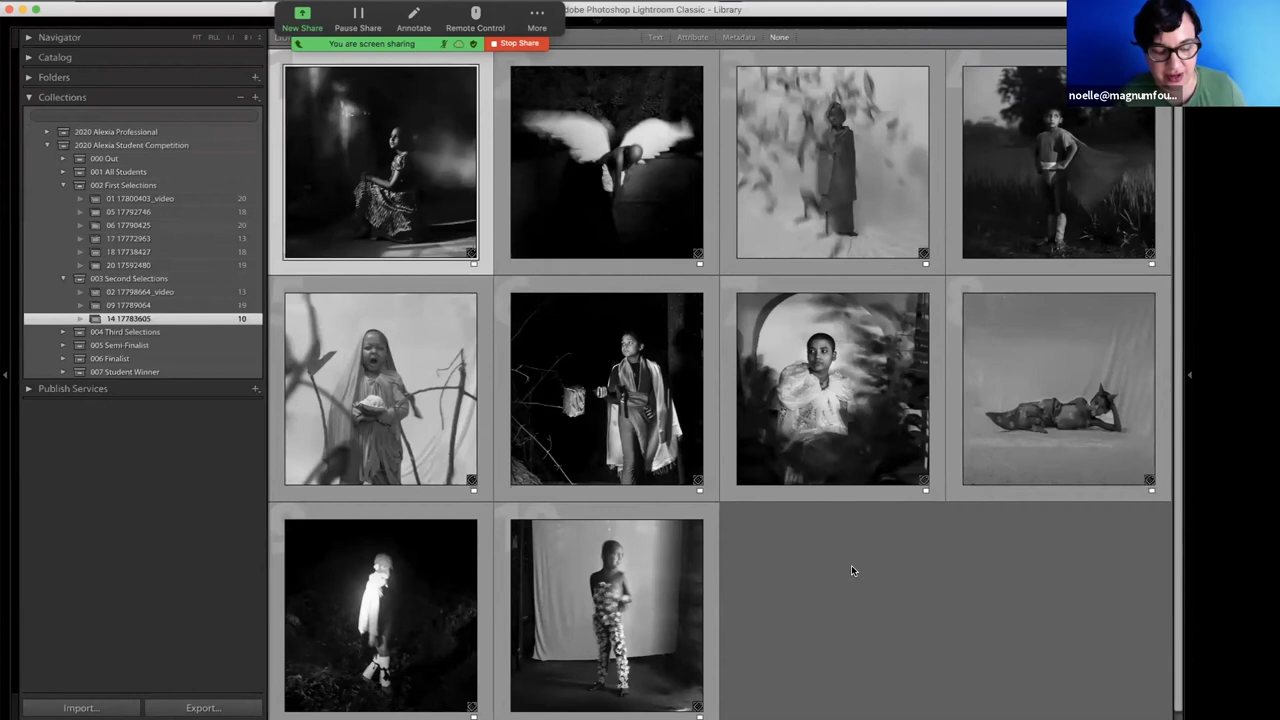 dobe Photoshop Lightroom Classic - Library
New Share
Pause Share
Annotate
Remote Control
More
You are screen sharing
Stop Share
Text Attribute Metadata None
noelle@magnumfou...
Navigator
FIT FILL 1:1
Catalog
Folders
Collections
2020 Alexia Professional
2020 Alexia Student Competition
000 Out
001 All Students
002 First Selections
01 17800403_video 20
05 17792746 18
06 17790425 20
17 17772963 13
18 17738427 20
20 17592480 19
003 Second Selections
02 17798664_video 13
09 17789064 19
14 17783605 10
004 Third Selections
005 Semi-Finalist
006 Finalist
007 Student Winner
Publish Services
Import...
Export...